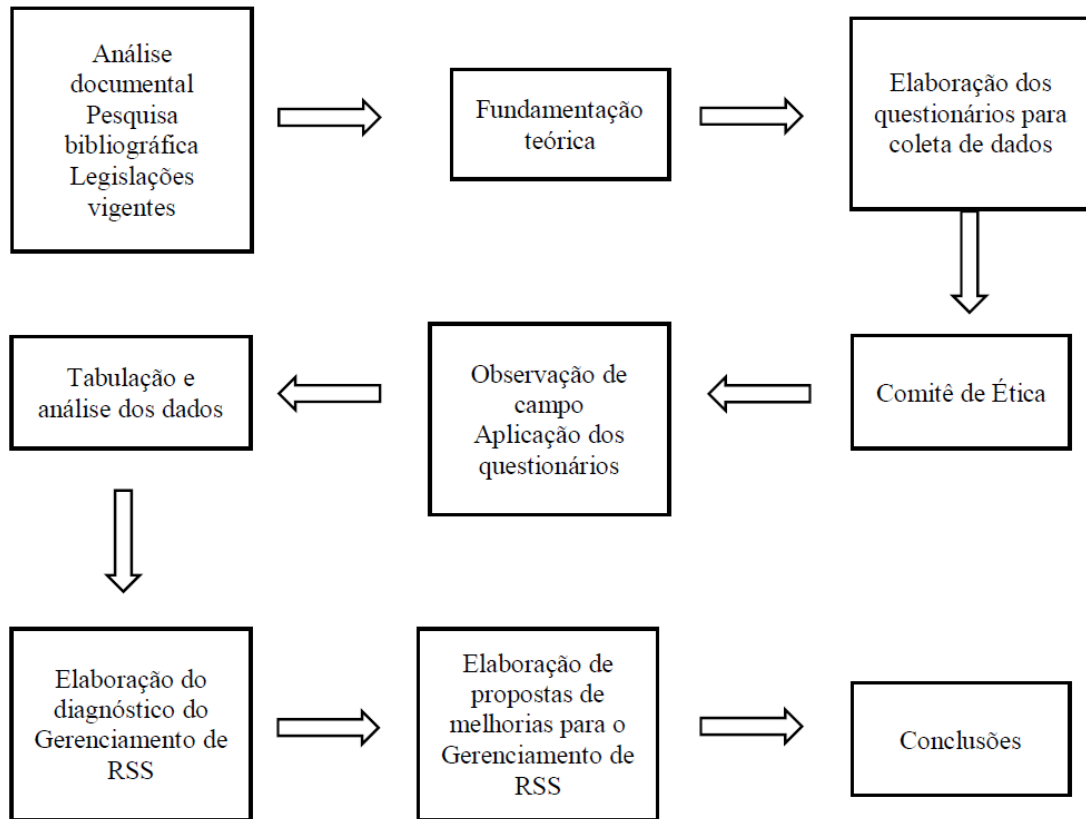 Análise
documental
Pesquisa
bibliográfica
Legislações
vigentes
Fundamentação
teórica
Elaboração dos
questionários para
coleta de dados
Comitê de Ética
Observação de
campo
Aplicação dos
questionários
Tabulação e
análise dos dados
Elaboração do
diagnóstico do
Gerenciamento de
RSS
Elaboração de
propostas de
melhorias para o
Gerenciamento de
RSS
Conclusões